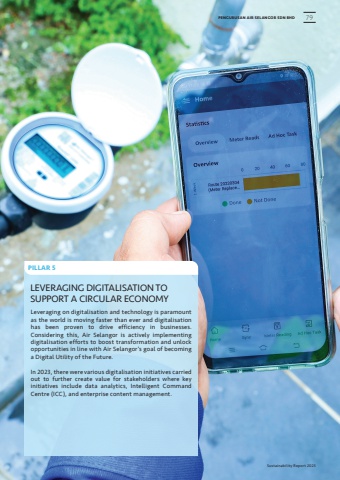 PENGURUSAN AIR SELANGOR SDN BHD 79
Home
Statistics
Overview Meter Reads Ad Hoc Task
Overview
0 20 40 60
Done Not Done
PILLAR 5
LEVERAGING DIGITALISATION TO
SUPPORT A CIRCULAR ECONOMY
Leveraging on digitalisation and technology is paramount
as the world is moving faster than ever and digitalisation
has been proven to drive efficiency in businesses.
Considering this, Air Selangor is actively implementing
digitalisation efforts to boost transformation and unlock
opportunities in line with Air Selangor's goal of becoming
a Digital Utility of the Future.
In 2023, there were various digitalisation initiatives carried
out to further create value for stakeholders where key
initiatives include data analytics, Intelligent Command
Centre (ICC), and enterprise content management.
Sustainability Report 2023